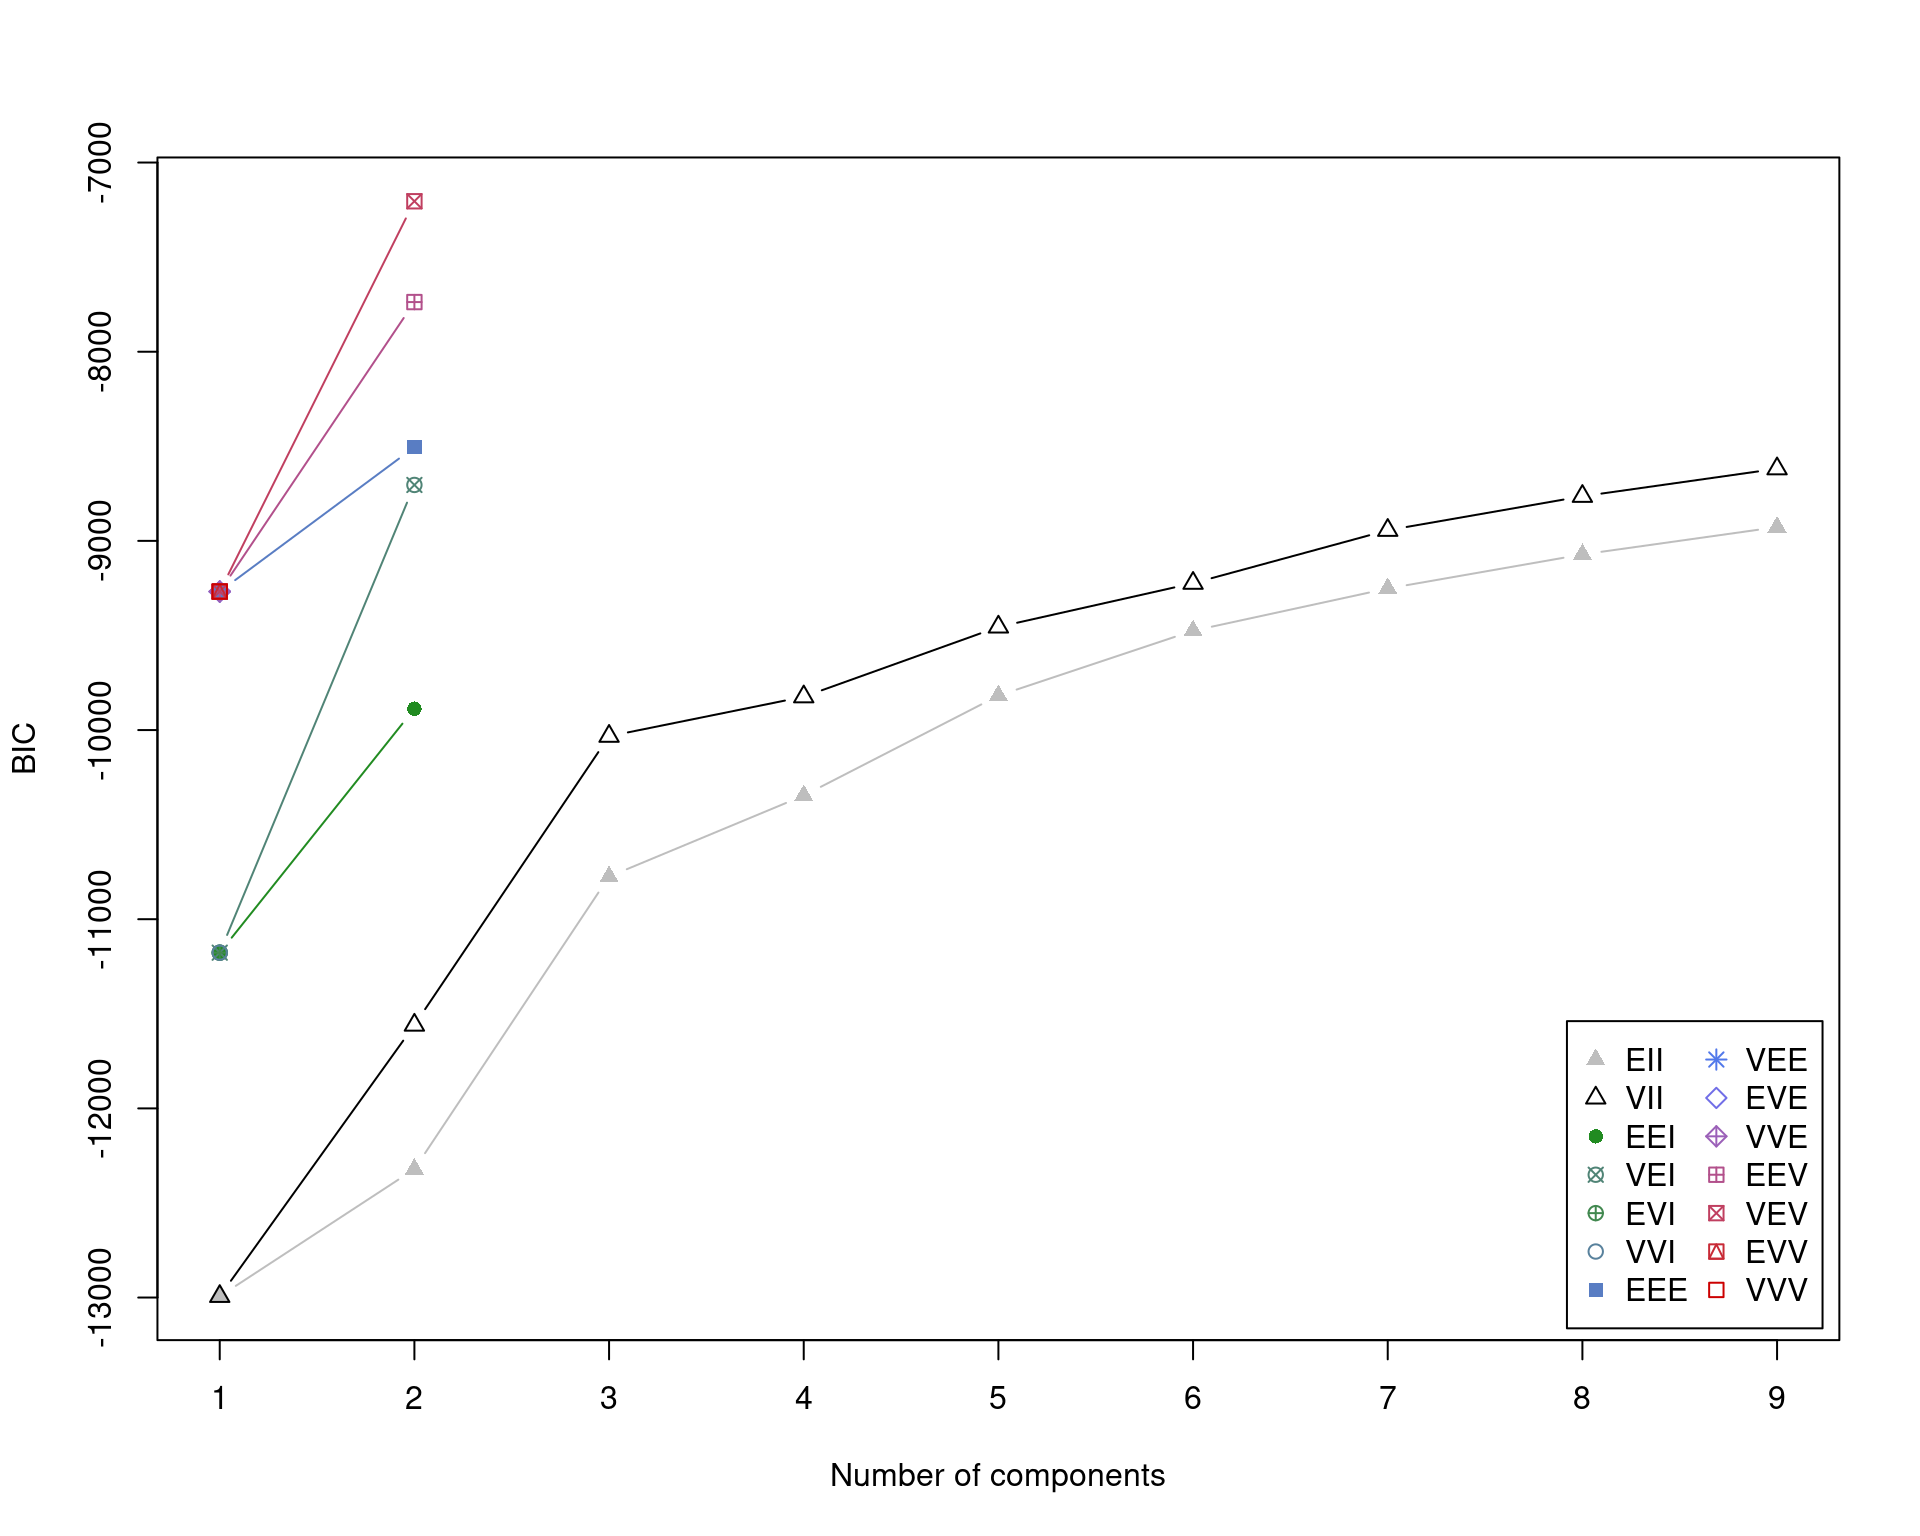 -7000
-8000
-9000
-10000
-11000
-12000
-13000
BIC
1 2 3 4 5 6 7 8 9
Number of components
EII VEE
VII EVE
EEI VVE
VEI EEV
EVI VEV
VVI EVV
EEE VVV